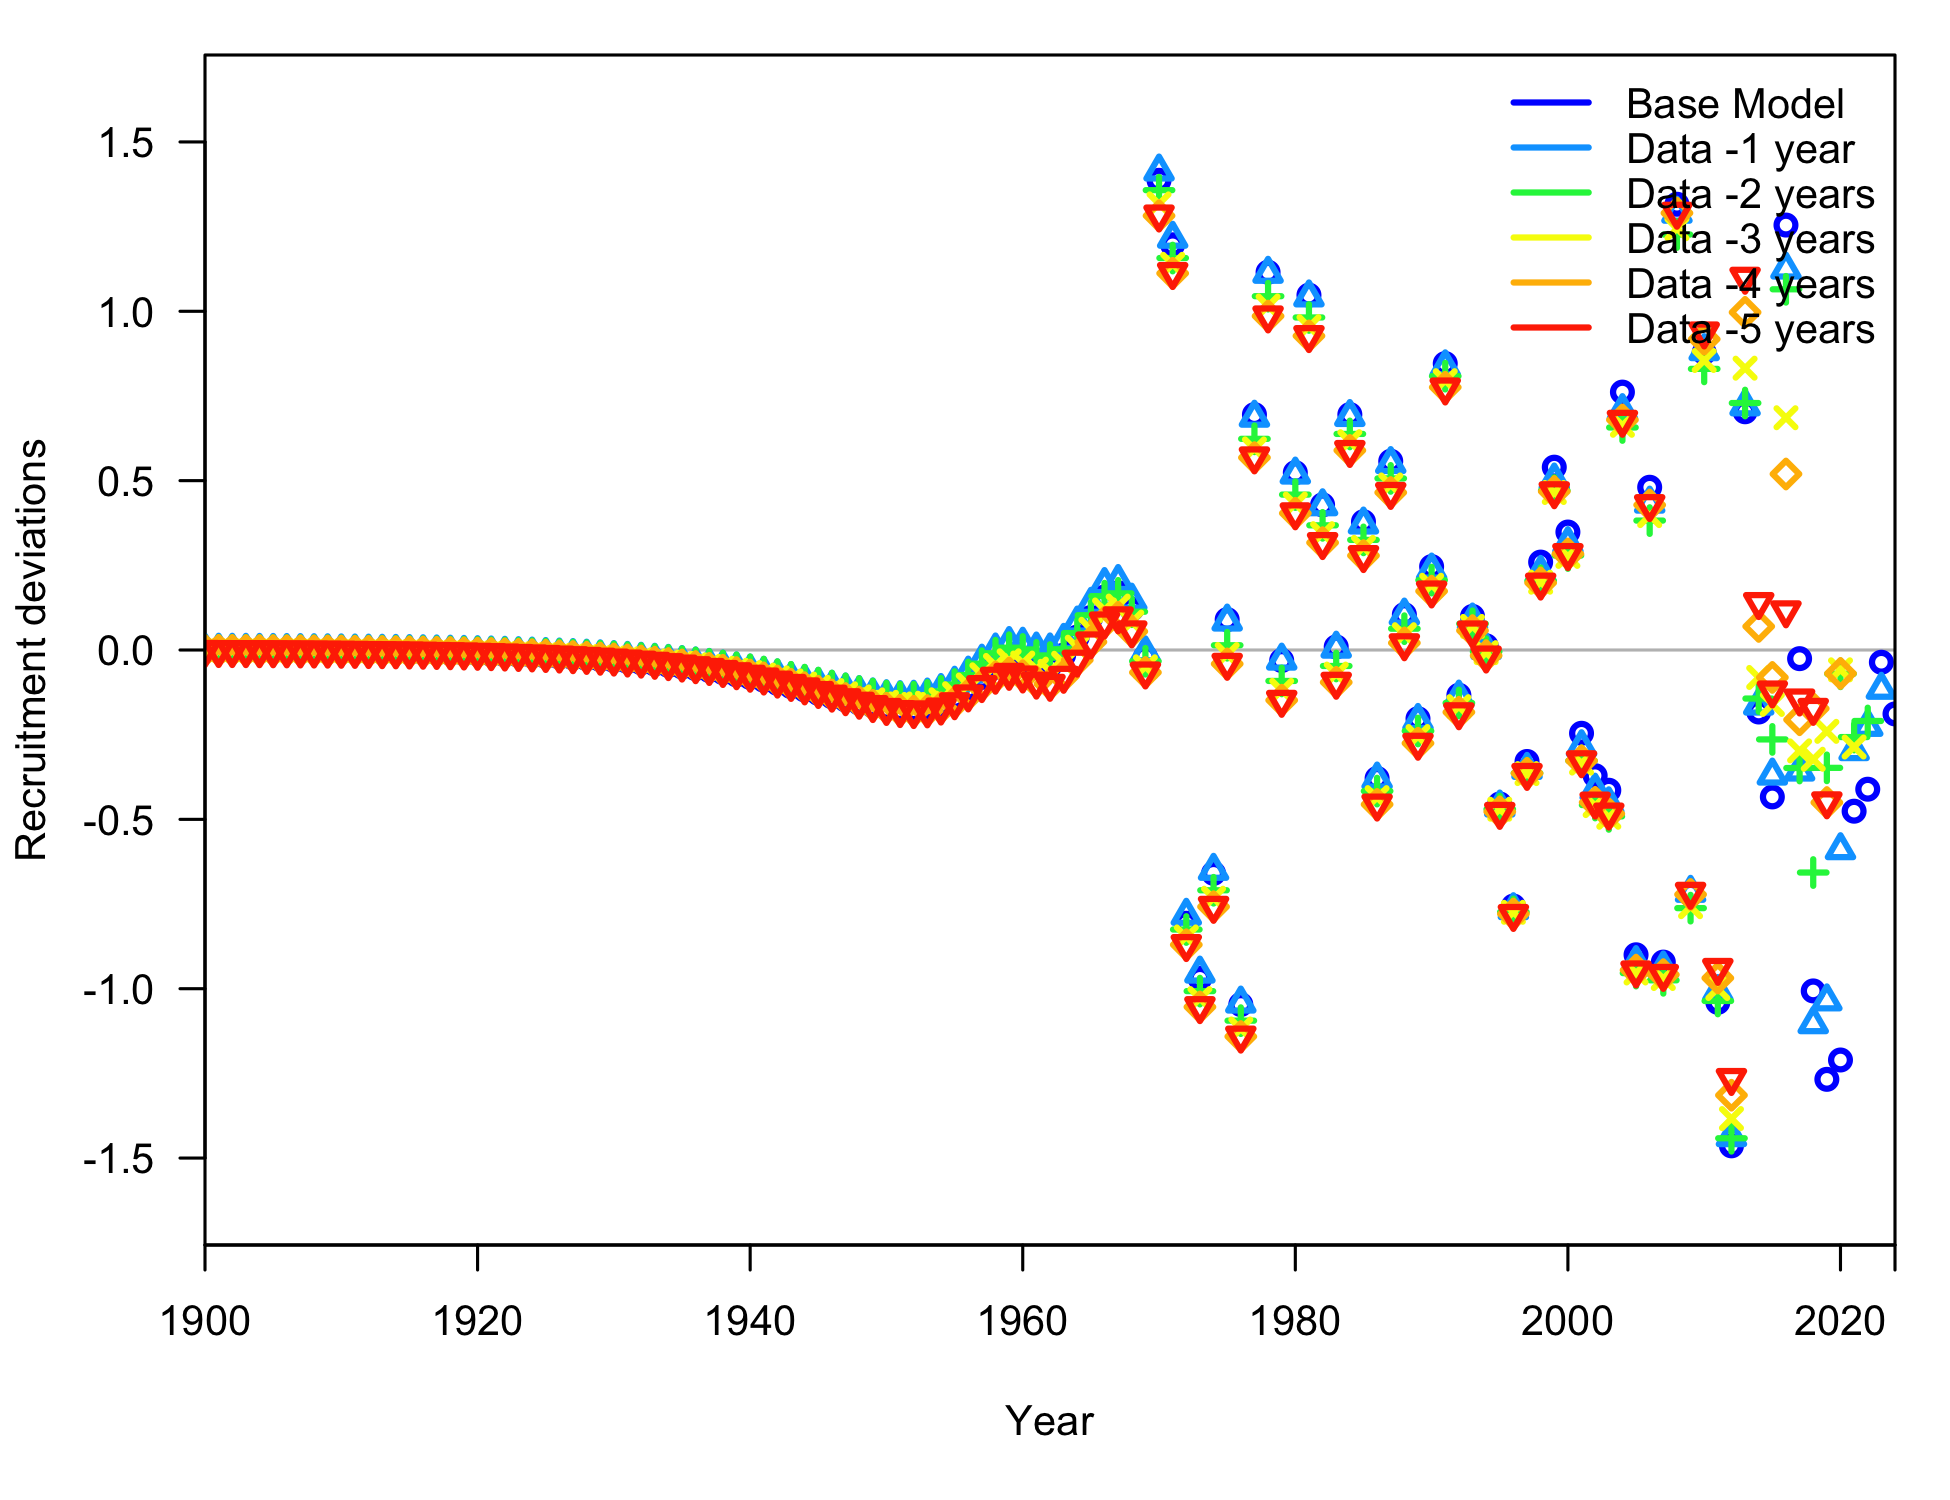 1.5
1.0
0.5
0.0
-0.5
-1.0
-1.5
Recruitment deviations
Base Model
Data -1 year
Data -2 years
Data -3 years
Data -4 years
Data -5 years
1900 1920 1940 1960 1980 2000 2020
Year